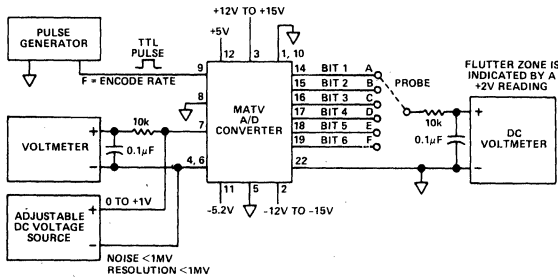 +12V TO +15V
+5V
PULSE
GENERATOR
TTL
PULSE
F = ENCODE RATE
12
3
1, 10
9
8
7
4, 6
11
5
2
MATV
A/D
CONVERTER
14 BIT 1 A
15 BIT 2 B
16 BIT 3 C
17 BIT 4 D
18 BIT 5 E
19 BIT 6 F
22
PROBE
FLUTTER ZONE IS
INDICATED BY A
+2V READING
10k
0.1μF
+
−
DC
VOLTMETER
VOLTMETER
+
−
10k
0.1μF
ADJUSTABLE
DC VOLTAGE
SOURCE
+
−
0 TO +1V
-5.2V
-12V TO -15V
NOISE <1MV
RESOLUTION <1MV